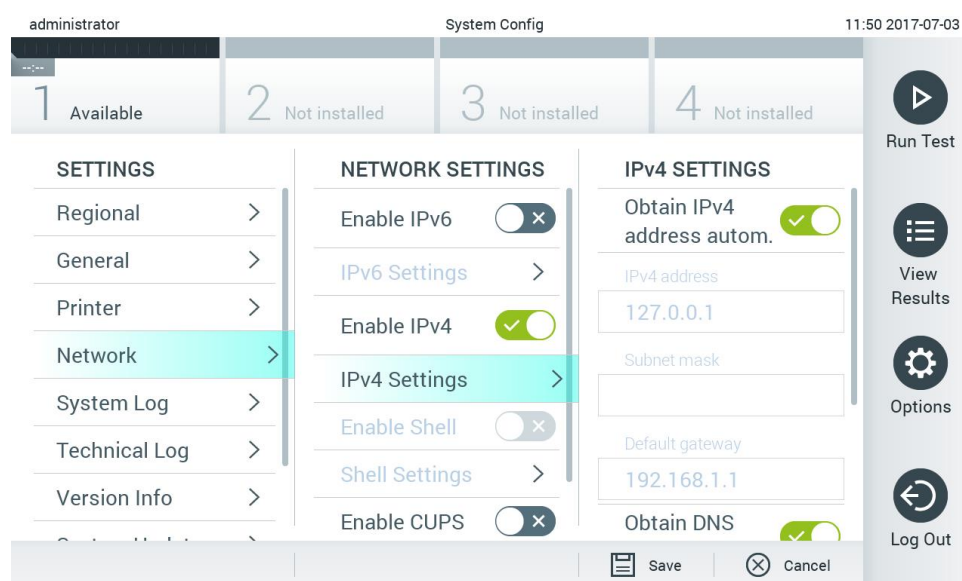 administrator
System Config
11:50 2017-07-03
--:--
1 Available
2 Not installed
3 Not installed
4 Not installed
Run Test
View
Results
Options
Log Out
SETTINGS
Regional
General
Printer
Network
System Log
Technical Log
Version Info
NETWORK SETTINGS
Enable IPv6
IPv6 Settings
Enable IPv4
IPv4 Settings
Enable Shell
Shell Settings
Enable CUPS
IPv4 SETTINGS
Obtain IPv4
address autom.
IPv4 address
127.0.0.1
Subnet mask
Default gateway
192.168.1.1
Obtain DNS
Save
Cancel